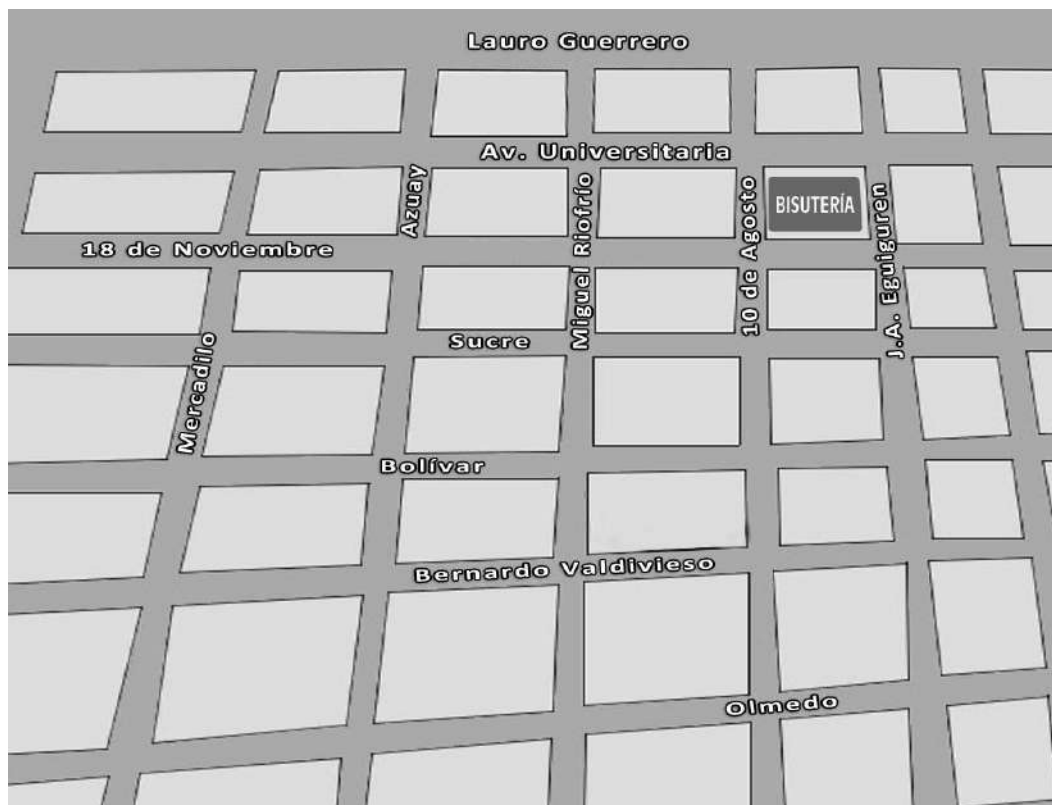 Lauro Guerrero
Av. Universitaria
Azuay
Miguel Riofrío
10 de Agosto
BISUTERÍA
J.A. Eguiguren
18 de Noviembre
Sucre
Mercadilo
Bolívar
Bernardo Valdivieso
Olmedo